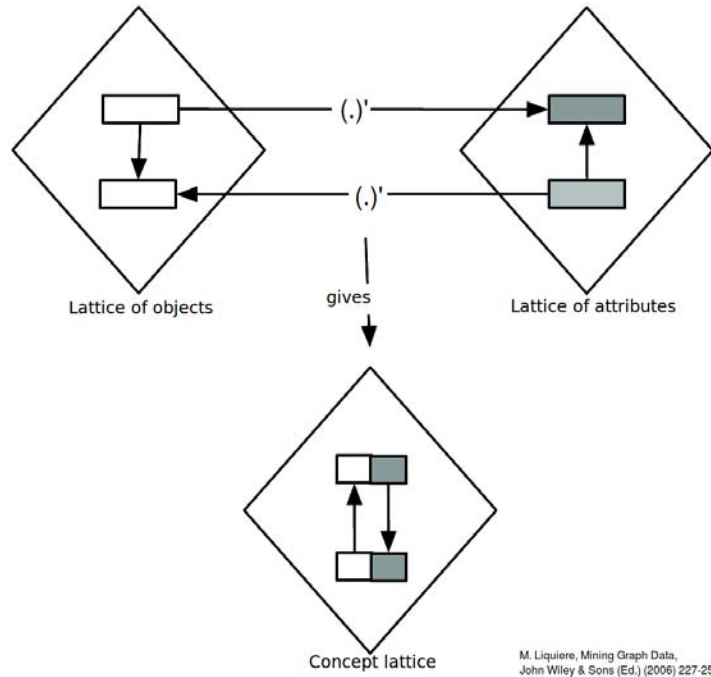 (.)'
(.)'
Lattice of objects
gives
Lattice of attributes
Concept lattice
M. Liquiere, Mining Graph Data,
John Wiley & Sons (Ed.) (2006) 227-25